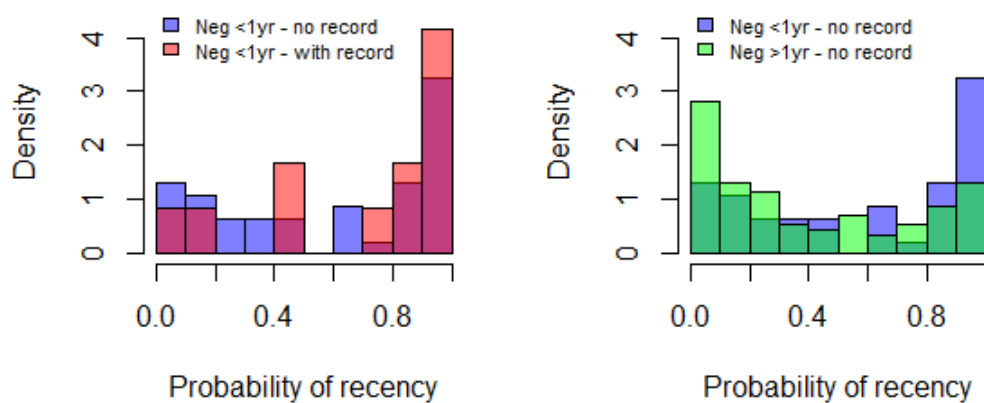 Neg <1yr - no record
Neg <1yr - with record
Density
0 1 2 3 4
0.0 0.4 0.8
Probability of recency
Neg <1yr - no record
Neg >1yr - no record
Density
0 1 2 3 4
0.0 0.4 0.8
Probability of recency